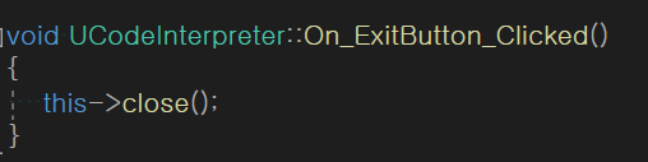 void UCodeInterpreter::On_ExitButton_Clicked()
{
this->close();
}